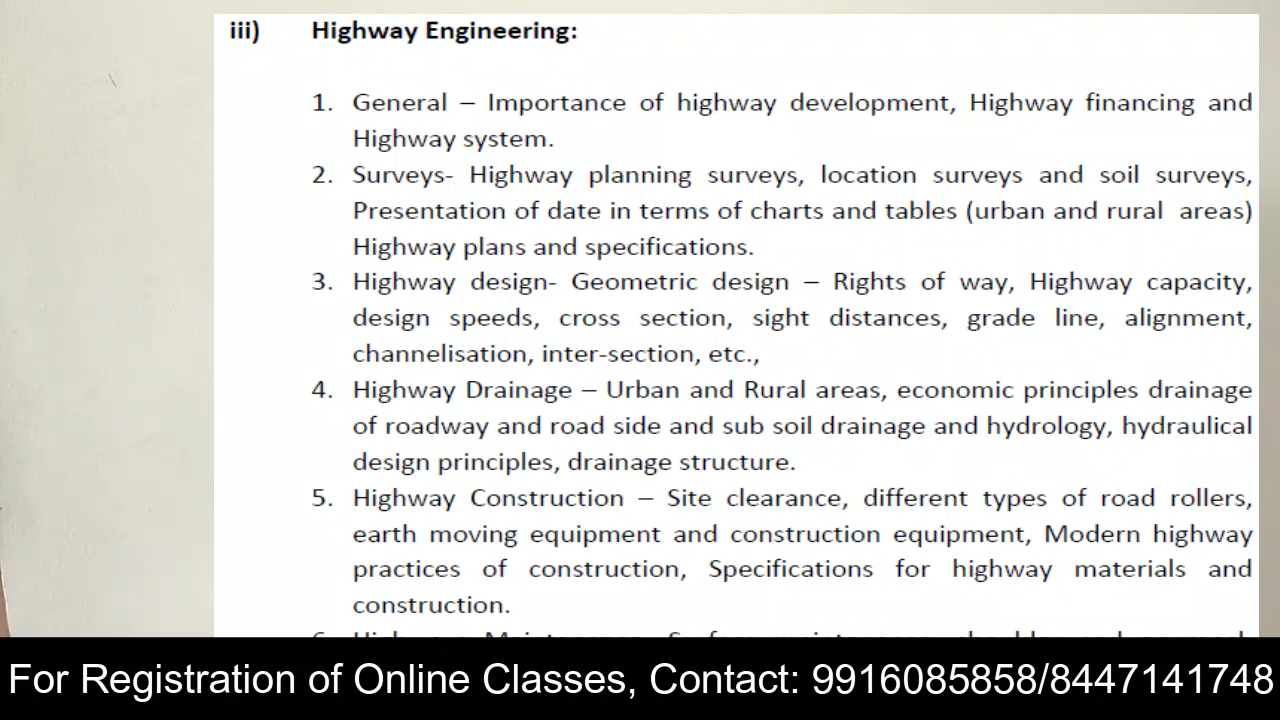 iii) Highway Engineering:
1. General – Importance of highway development, Highway financing and
Highway system.
2. Surveys- Highway planning surveys, location surveys and soil surveys,
Presentation of date in terms of charts and tables (urban and rural areas)
Highway plans and specifications.
3. Highway design- Geometric design – Rights of way, Highway capacity,
design speeds, cross section, sight distances, grade line, alignment,
channelisation, inter-section, etc.,
4. Highway Drainage – Urban and Rural areas, economic principles drainage
of roadway and road side and sub soil drainage and hydrology, hydraulical
design principles, drainage structure.
5. Highway Construction – Site clearance, different types of road rollers,
earth moving equipment and construction equipment, Modern highway
practices of construction, Specifications for highway materials and
construction.
For Registration of Online Classes, Contact: 9916085858/8447141748